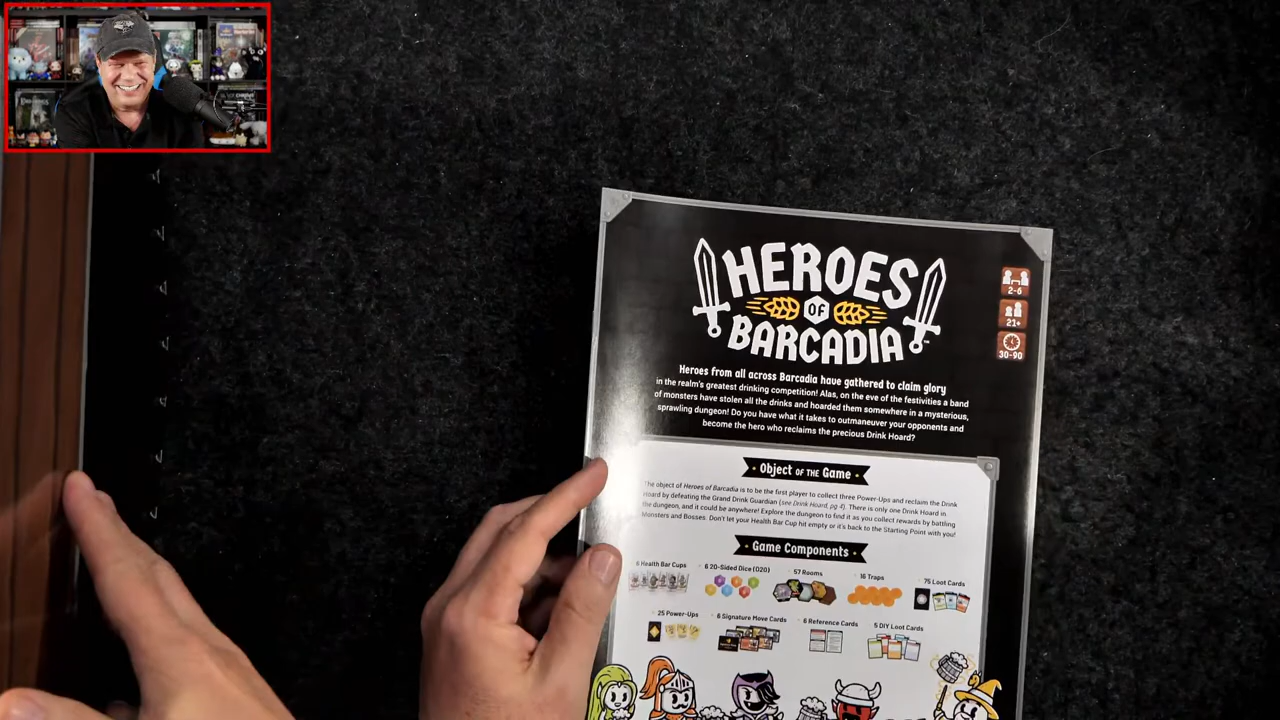 HEROES
OF
BARCADIA
2-6
21+
30-90
Heroes from all across Barcadia have gathered to claim glory
in the realm's greatest drinking competition! Alas, on the eve of the festivities a band
of monsters have stolen all the drinks and hoarded them somewhere in a mysterious,
sprawling dungeon! Do you have what it takes to outmaneuver your opponents and
become the hero who reclaims the precious Drink Hoard?
Object OF THE Game
The object of Heroes of Barcadia is to be the first player to collect three Power-Ups and reclaim the Drink
Hoard by defeating the Grand Drink Guardian (see Drink Hoard, pg 4). There is only one Drink Hoard in
the dungeon, and it could be anywhere! Explore the dungeon to find it as you collect rewards by battling
Monsters and Bosses. Don't let your Health Bar Cup hit empty or it's back to the Starting Point with you!
Game Components
6 Health Bar Cups
6 20-Sided Dice (D20)
57 Rooms
16 Traps
75 Loot Cards
25 Power-Ups
6 Signature Move Cards
6 Reference Cards
5 DIY Loot Cards